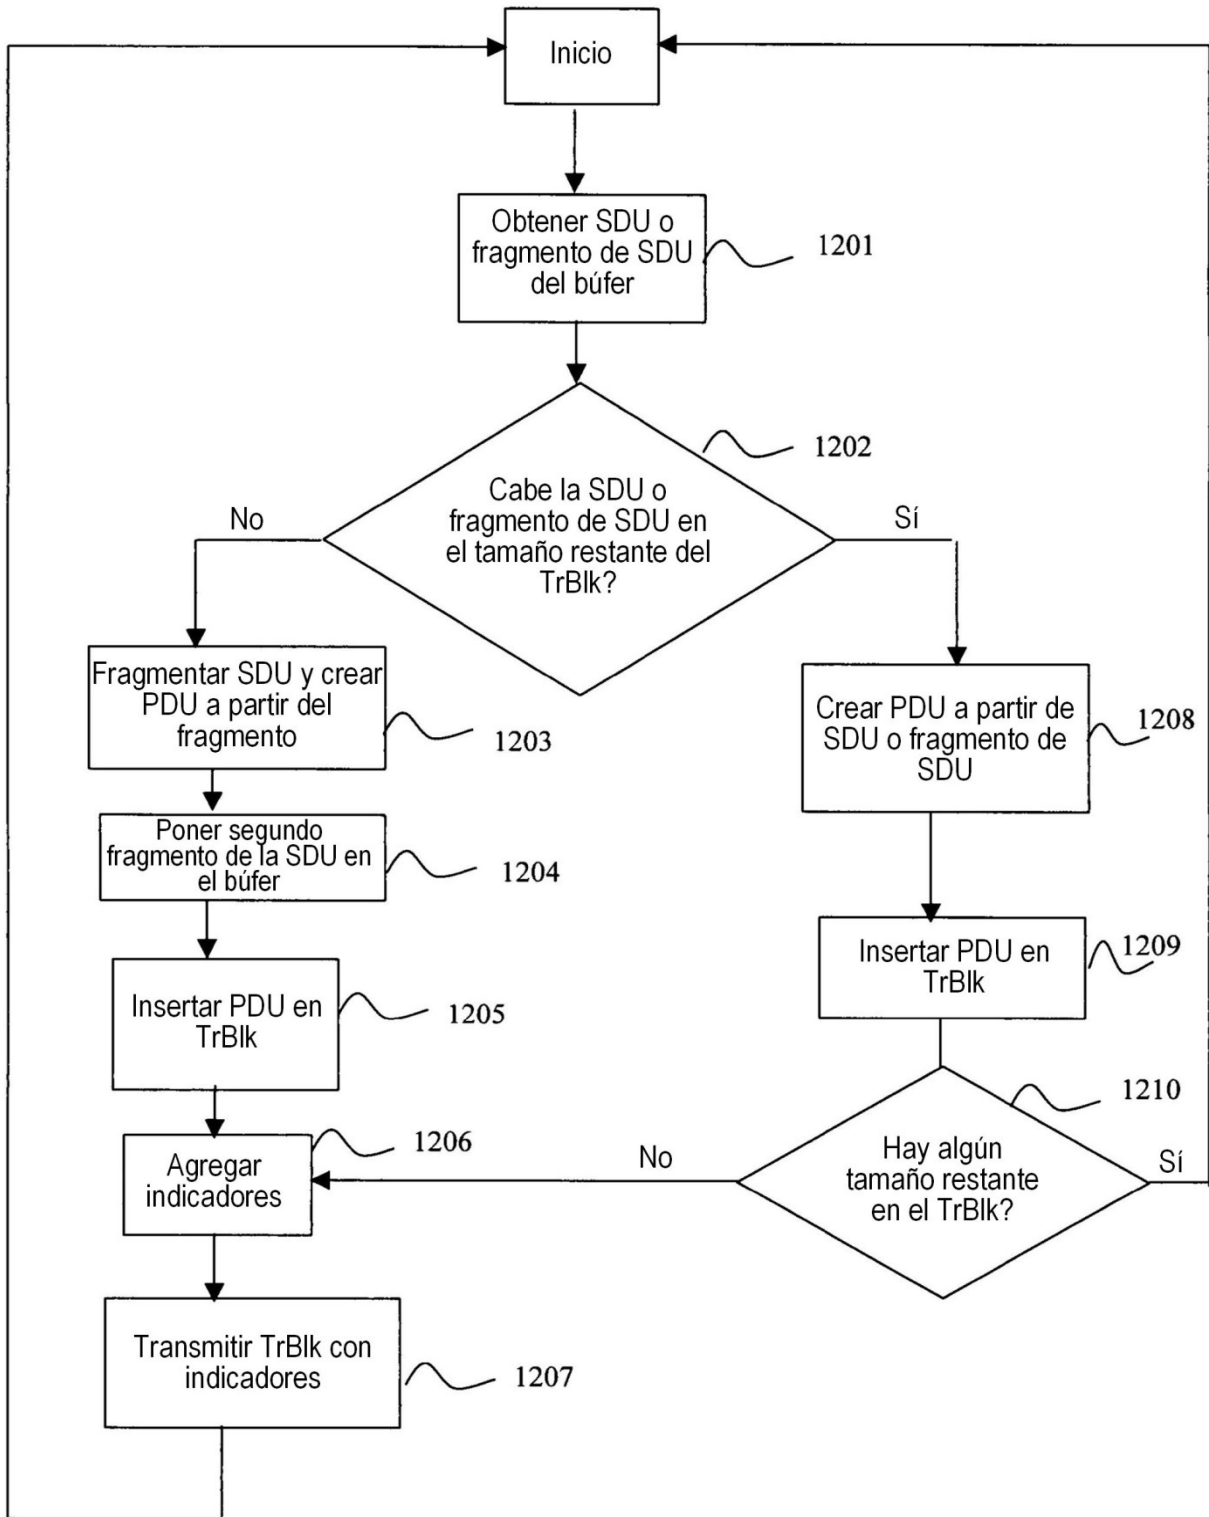 Inicio
Obtener SDU o
fragmento de SDU
del búfer
1201
1202
Cabe la SDU o
fragmento de SDU en
el tamaño restante del
TrBlk?
No
Sí
Fragmentar SDU y crear
PDU a partir del
fragmento
1203
Crear PDU a partir de
SDU o fragmento de
SDU
1208
Poner segundo
fragmento de la SDU en
el búfer
1204
Insertar PDU en
TrBlk
1209
Insertar PDU en
TrBlk
1205
1210
Agregar
indicadores
1206
No
Hay algún
tamaño restante
en el TrBlk?
Sí
Transmitir TrBlk con
indicadores
1207